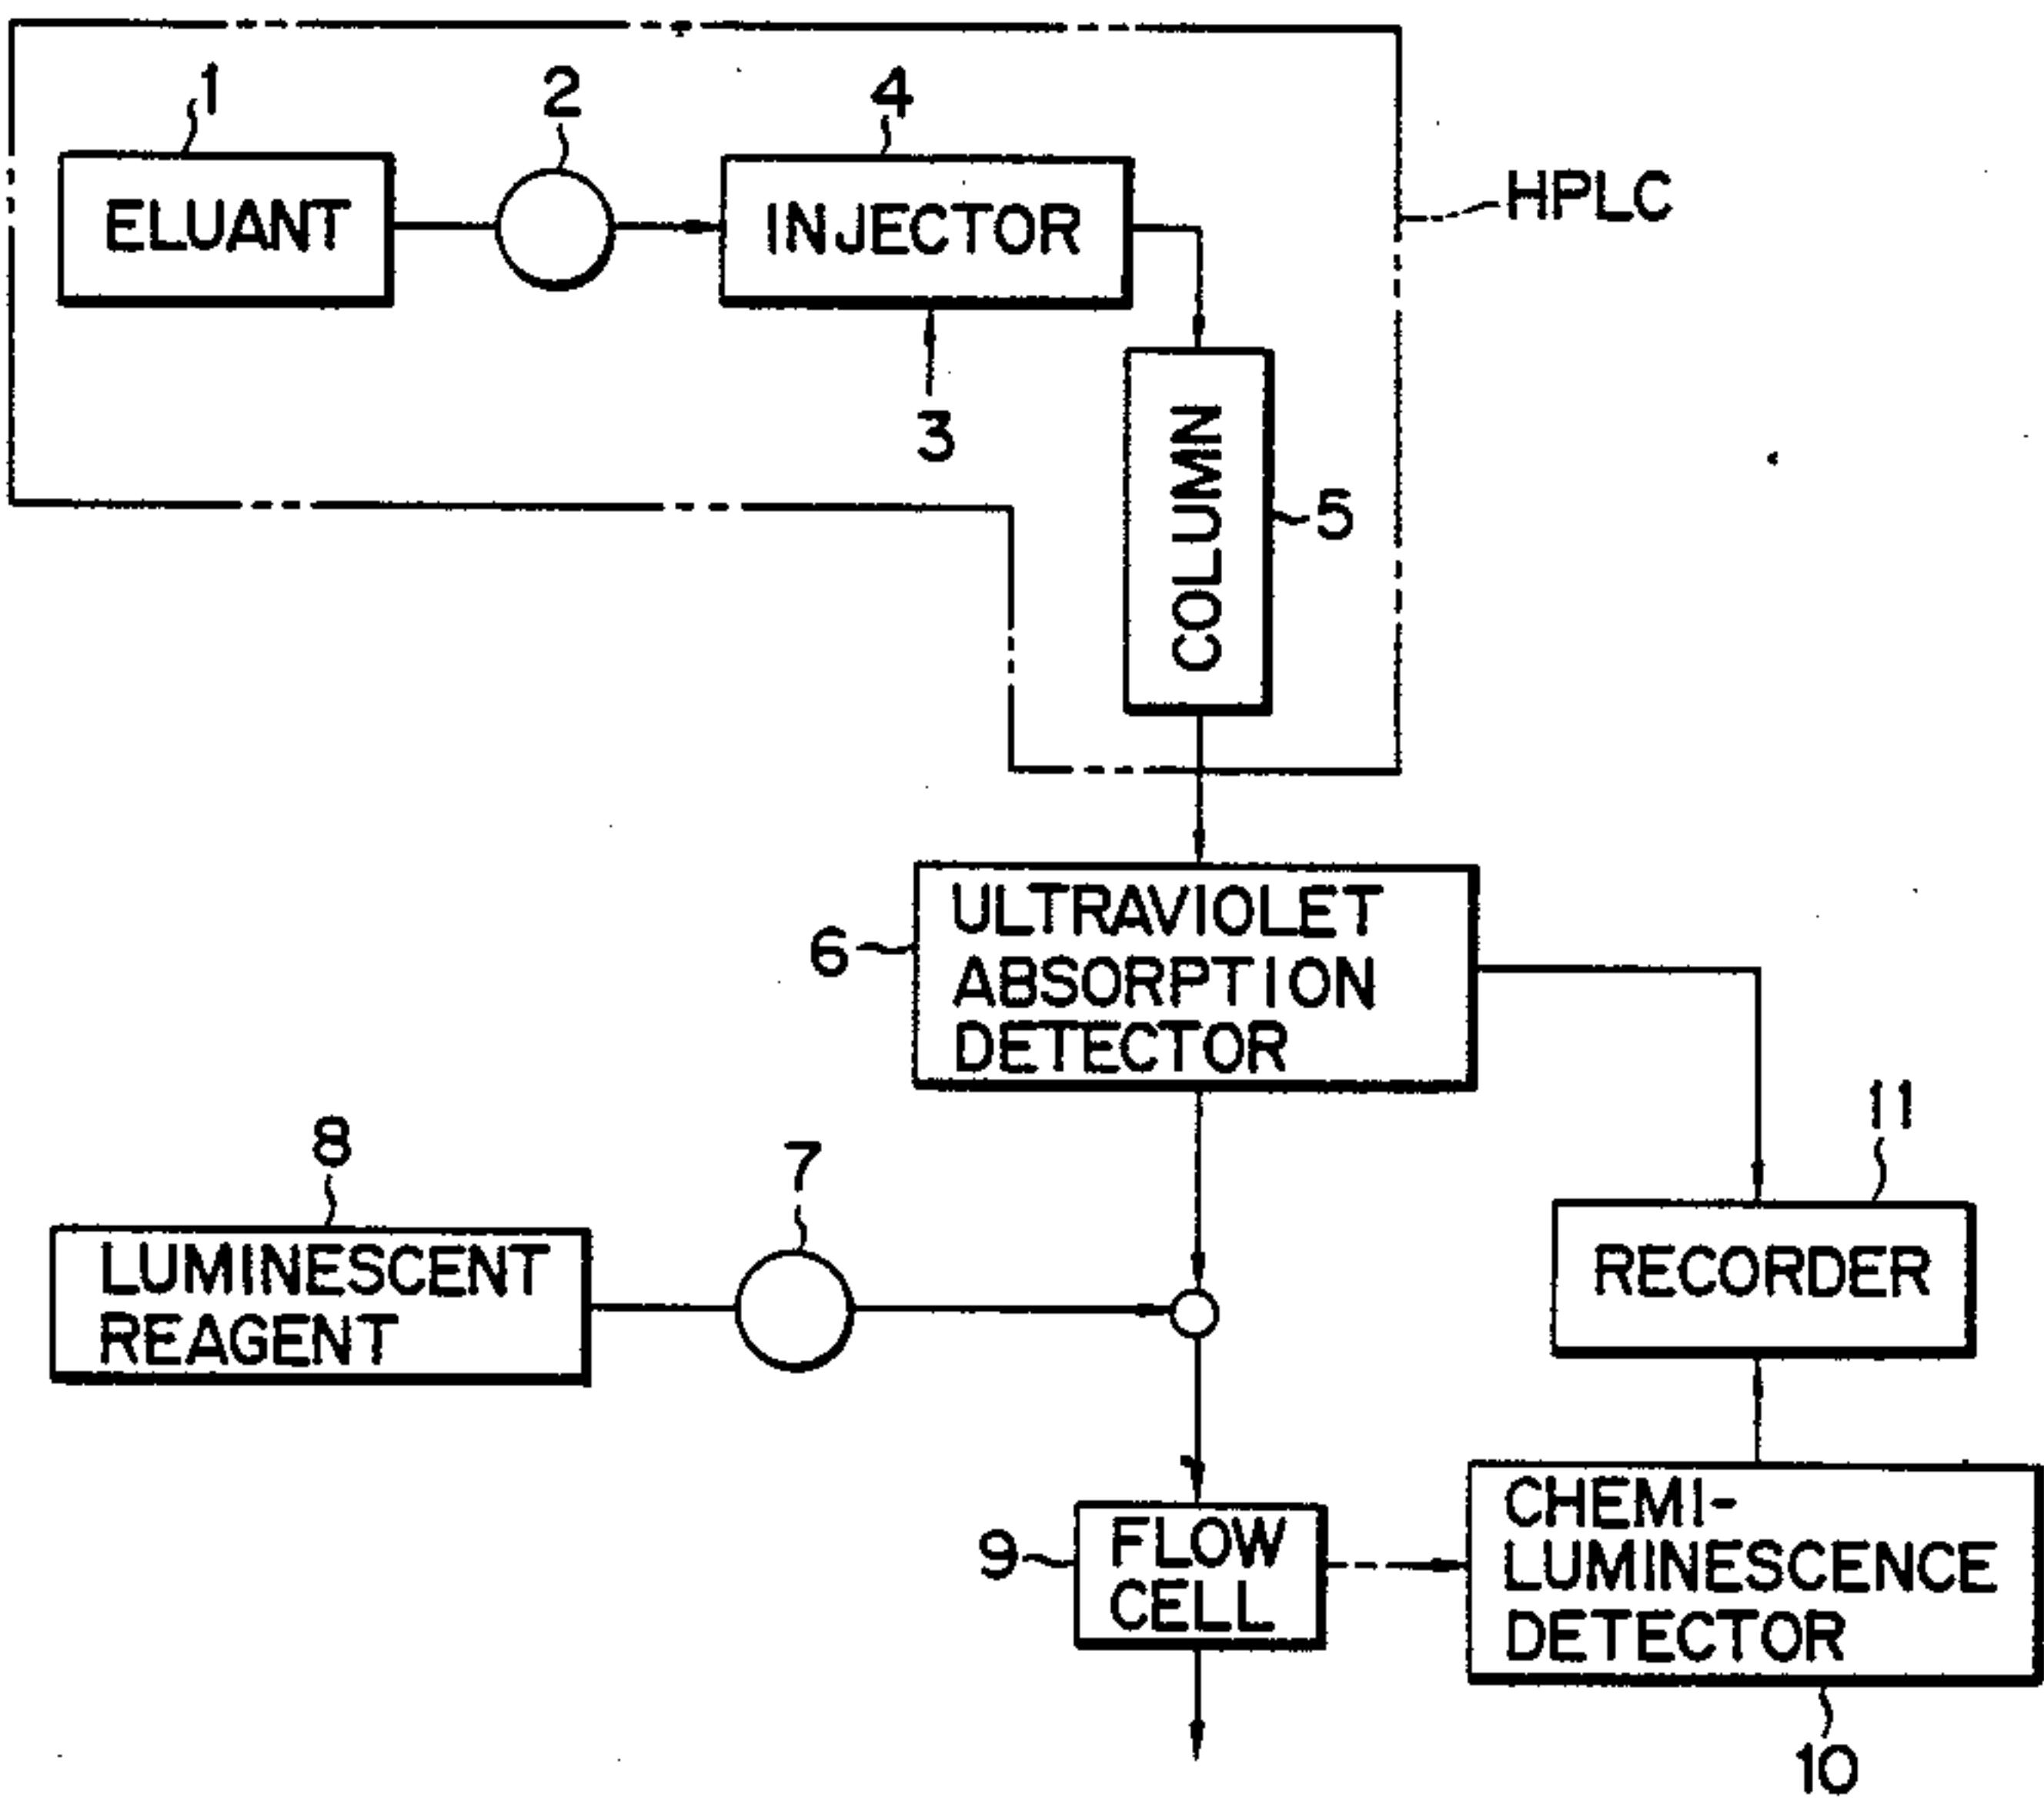 1
2
4
ELUANT
INJECTOR
HPLC
3
COLUMN
5
6
ULTRAVIOLET
ABSORPTION
DETECTOR
8
7
11
LUMINESCENT
REAGENT
RECORDER
9
FLOW
CELL
CHEMI-
LUMINESCENCE
DETECTOR
10